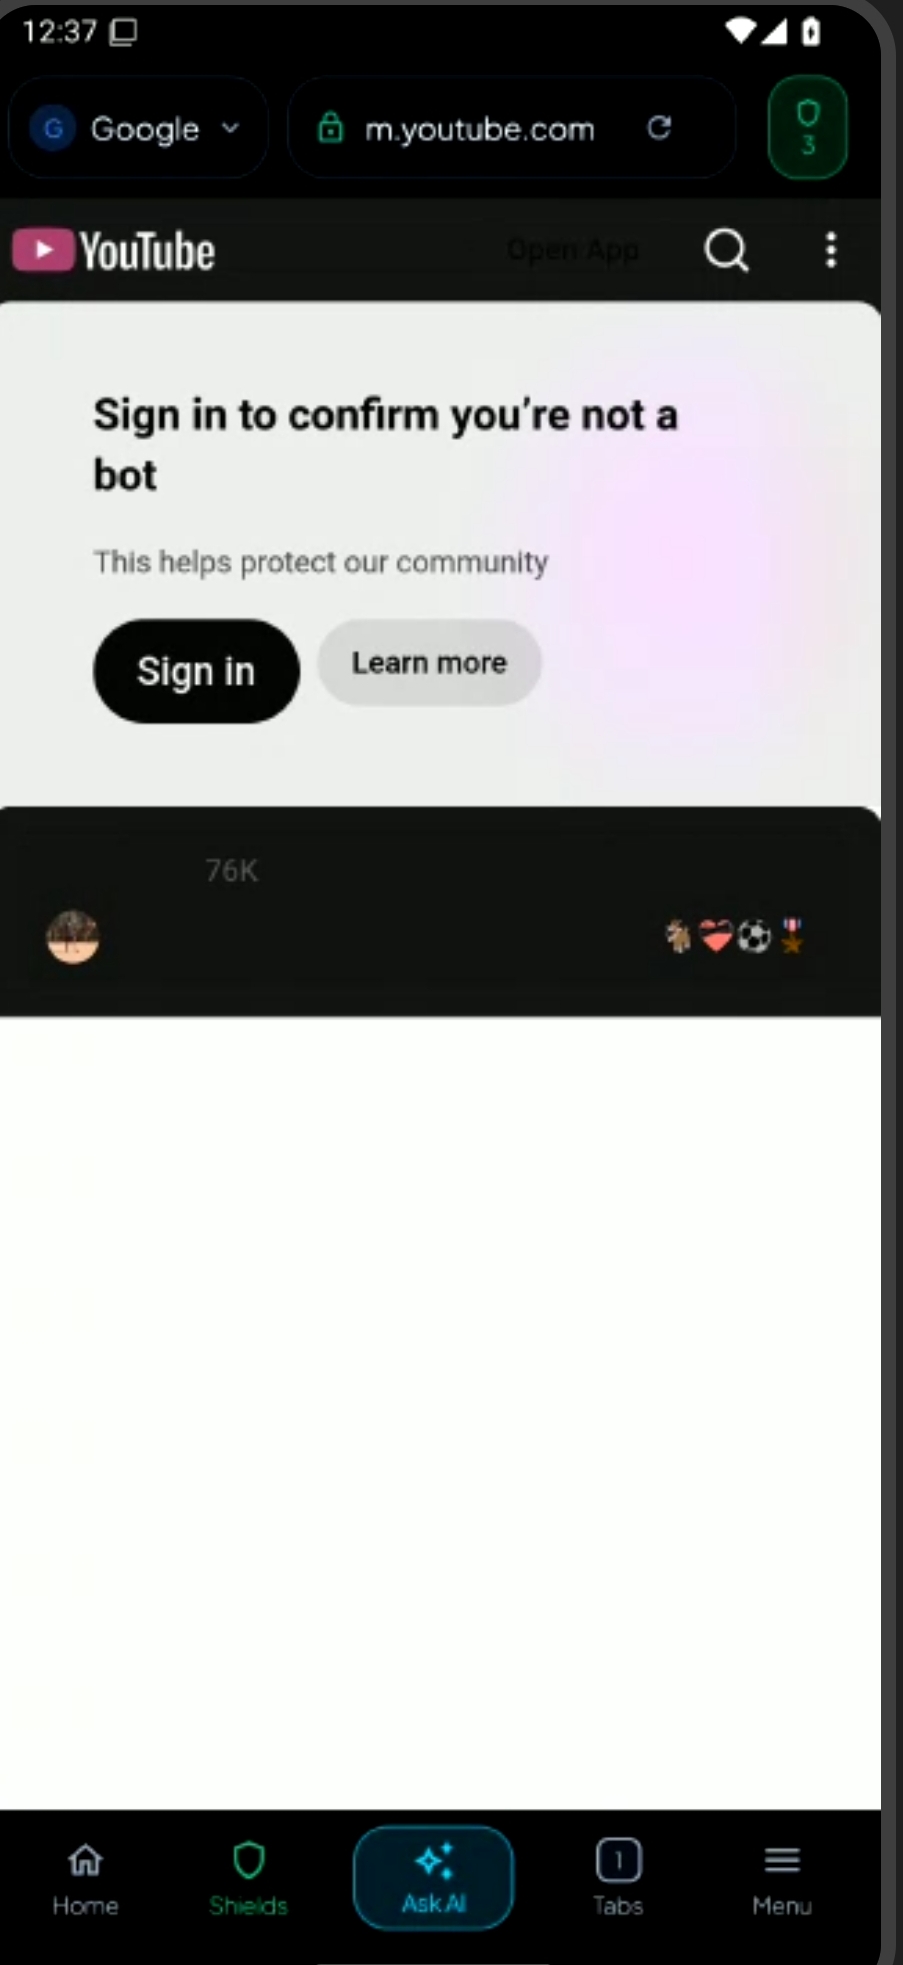 12:37
G Google
m.youtube.com
3
YouTube
Open App
Sign in to confirm you’re not a
bot
This helps protect our community
Sign in
Learn more
76K
Home
Shields
Ask AI
1
Tabs
Menu